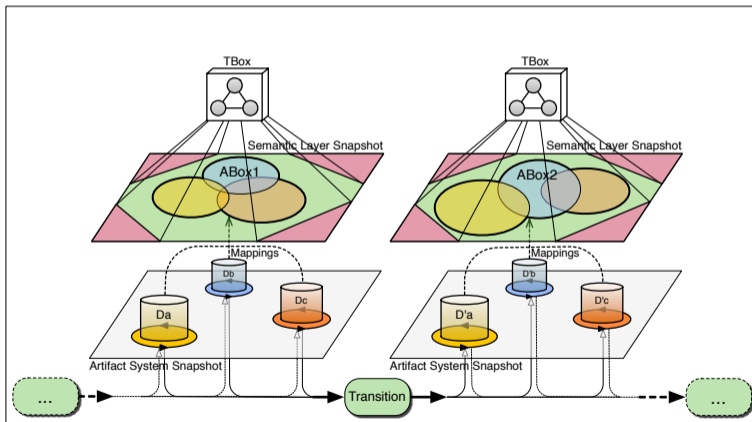 TBox
TBox
Semantic Layer Snapshot
Semantic Layer Snapshot
ABox1
ABox2
Mappings
Mappings
Db
D'b
Da
Dc
D'a
D'c
Artifact System Snapshot
Artifact System Snapshot
...
Transition
...